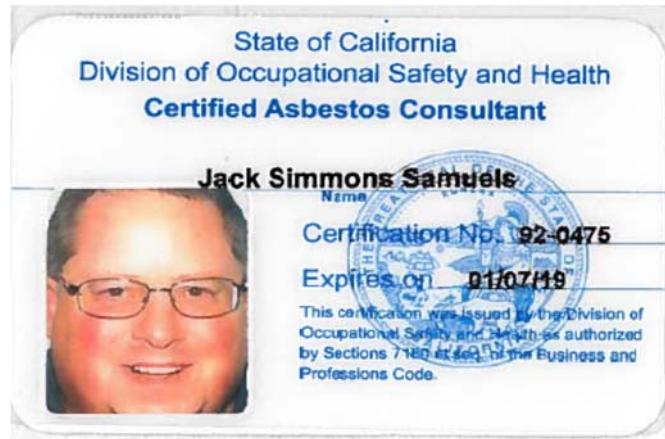 State of California
Division of Occupational Safety and Health
Certified Asbestos Consultant
Jack Simmons Samuels
Name
Certification No. 92-0475
Expires on 01/07/19
This certification was issued by the Division of
Occupational Safety and Health as authorized
by Sections 7180 et seq. of the Business and
Professions Code.